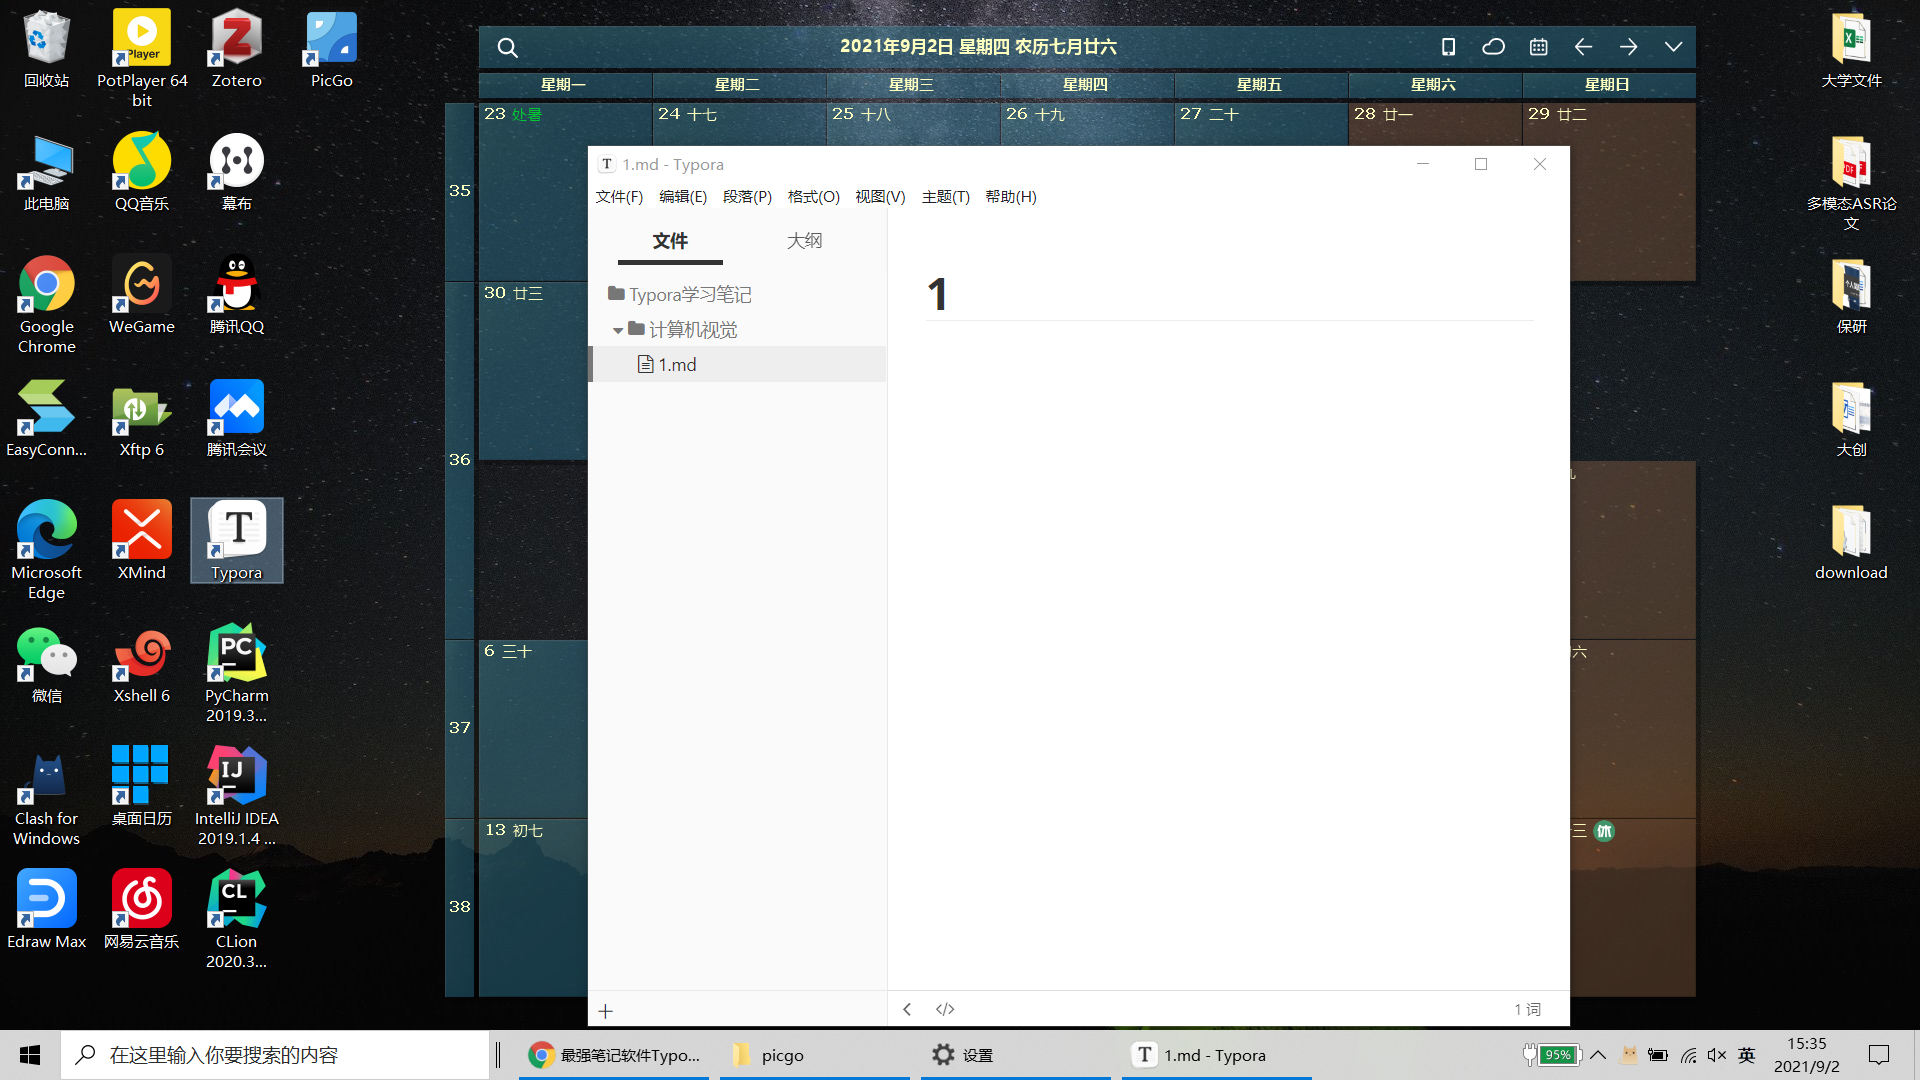 回收站
PotPlayer 64
bit
Zotero
PicGo
此电脑
QQ音乐
幕布
Google
Chrome
WeGame
腾讯QQ
EasyConn...
Xftp 6
腾讯会议
Microsoft
Edge
XMind
Typora
微信
Xshell 6
PyCharm
2019.3...
Clash for
Windows
桌面日历
IntelliJ IDEA
2019.1.4 ...
Edraw Max
网易云音乐
CLion
2020.3...
2021年9月2日 星期四 农历七月廿六
星期一 星期二 星期三 星期四 星期五 星期六 星期日
35
23 处暑
24 十七
25 十八
26 十九
27 二十
28 廿一
29 廿二
36
30 廿三
37
6 三十
六
38
13 初七
三 休
1.md - Typora
文件(F) 编辑(E) 段落(P) 格式(O) 视图(V) 主题(T) 帮助(H)
文件 大纲
Typora学习笔记
计算机视觉
1.md
1
1 词
大学文件
多模态ASR论
文
保研
大创
download
在这里输入你要搜索的内容
最强笔记软件Typo...
picgo
设置
1.md - Typora
95%
英
15:35
2021/9/2